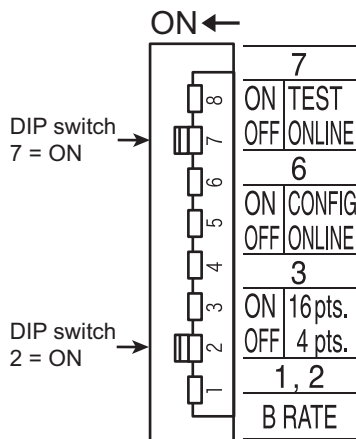 ON
DIP switch
7 = ON
DIP switch
2 = ON
8
7
6
5
4
3
2
1
7
ON TEST
OFF ONLINE
6
ON CONFIG
OFF ONLINE
3
ON 16 pts.
OFF 4 pts.
1, 2
B RATE